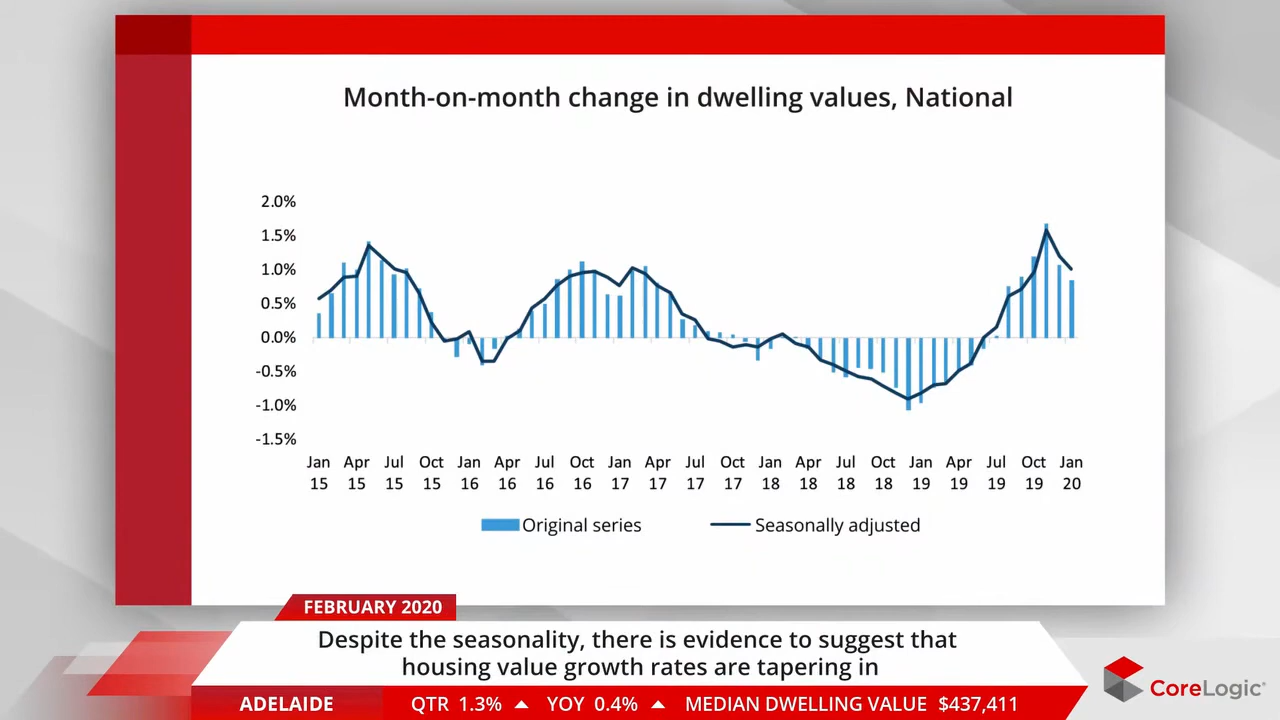 Month-on-month change in dwelling values, National
2.0%
1.5%
1.0%
0.5%
0.0%
-0.5%
-1.0%
-1.5%
Jan Apr Jul Oct Jan Apr Jul Oct Jan Apr Jul Oct Jan Apr Jul Oct Jan Apr Jul Oct Jan
15 15 15 15 16 16 16 16 17 17 17 17 18 18 18 18 19 19 19 19 20
Original series Seasonally adjusted
FEBRUARY 2020
Despite the seasonality, there is evidence to suggest that
housing value growth rates are tapering in
ADELAIDE QTR 1.3% YOY 0.4% MEDIAN DWELLING VALUE $437,411
CoreLogic®